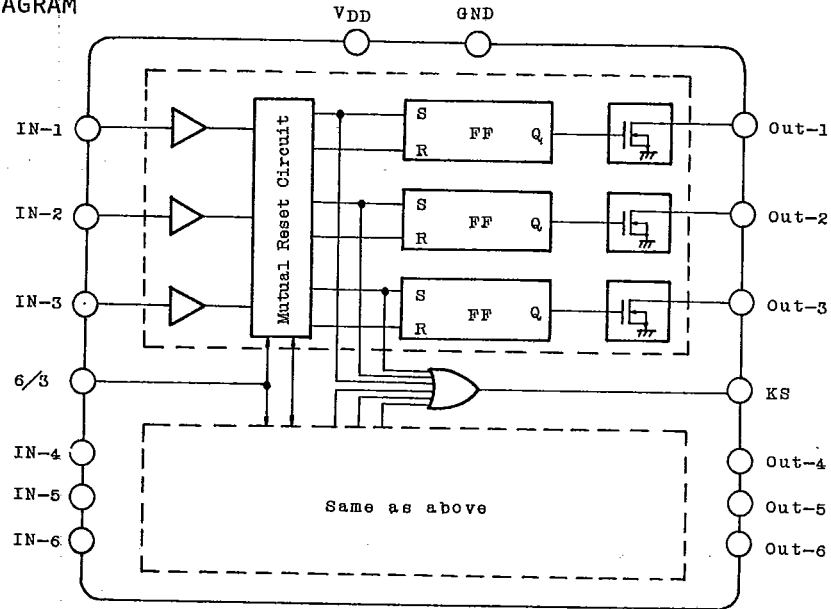 AGRAM
VDD GND
IN-1
IN-2
IN-3
6/3
IN-4
IN-5
IN-6
Mutual Reset Circuit
S
FF Q
R
S
FF Q
R
S
FF Q
R
Out-1
Out-2
Out-3
KS
Out-4
Out-5
Out-6
Same as above